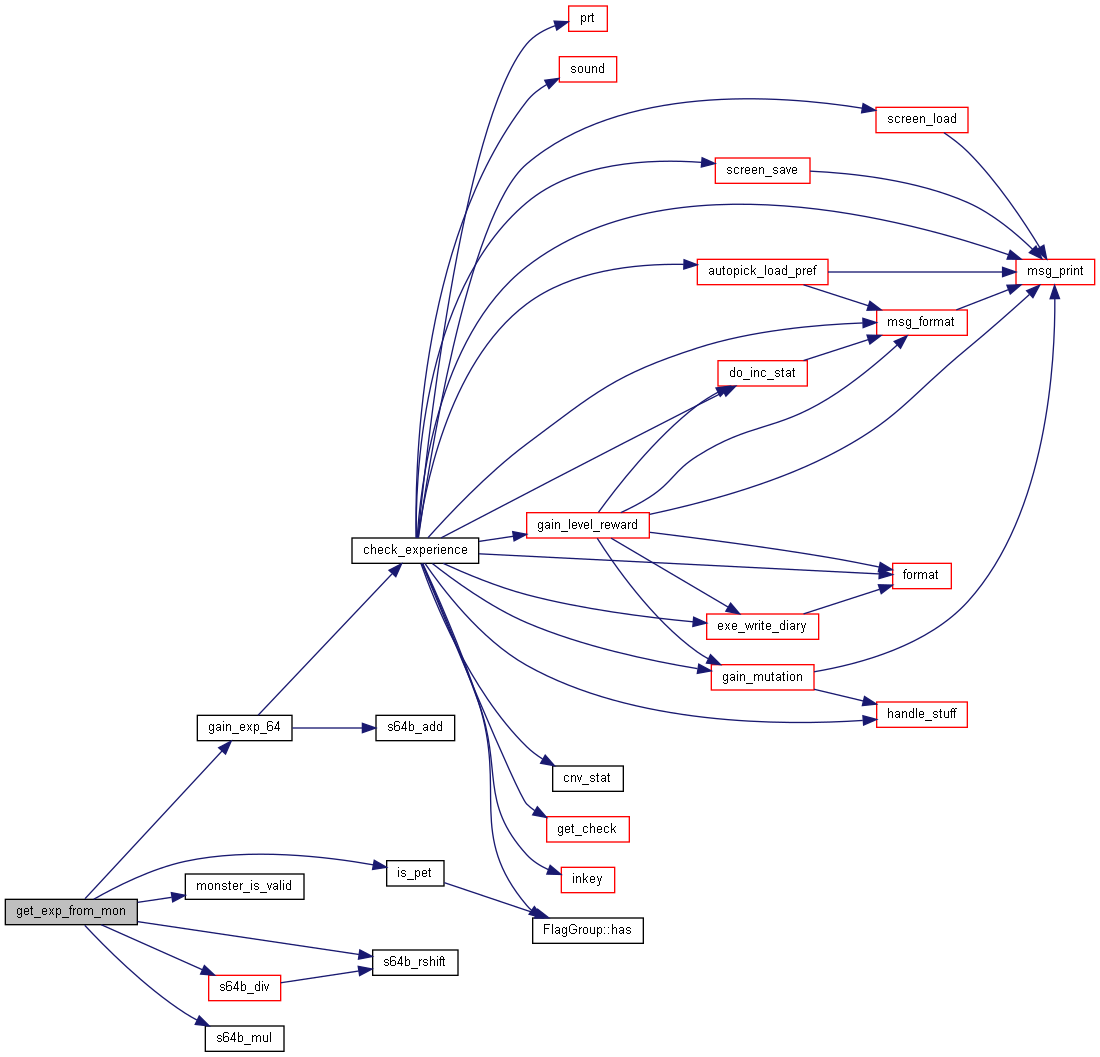 prt
sound
screen_load
screen_save
autopick_load_pref
msg_print
msg_format
do_inc_stat
gain_level_reward
check_experience
format
exe_write_diary
gain_mutation
handle_stuff
gain_exp_64
s64b_add
cnv_stat
get_check
is_pet
inkey
monster_is_valid
get_exp_from_mon
FlagGroup::has
s64b_rshift
s64b_div
s64b_mul